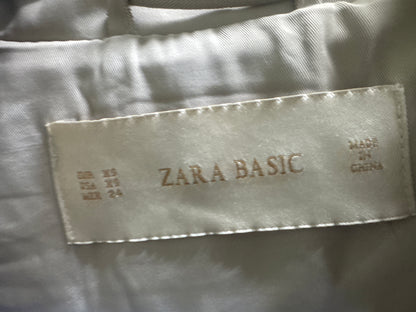 EUR XS
USA XS
MEX 24
ZARA BASIC
MADE
IN
CHINA